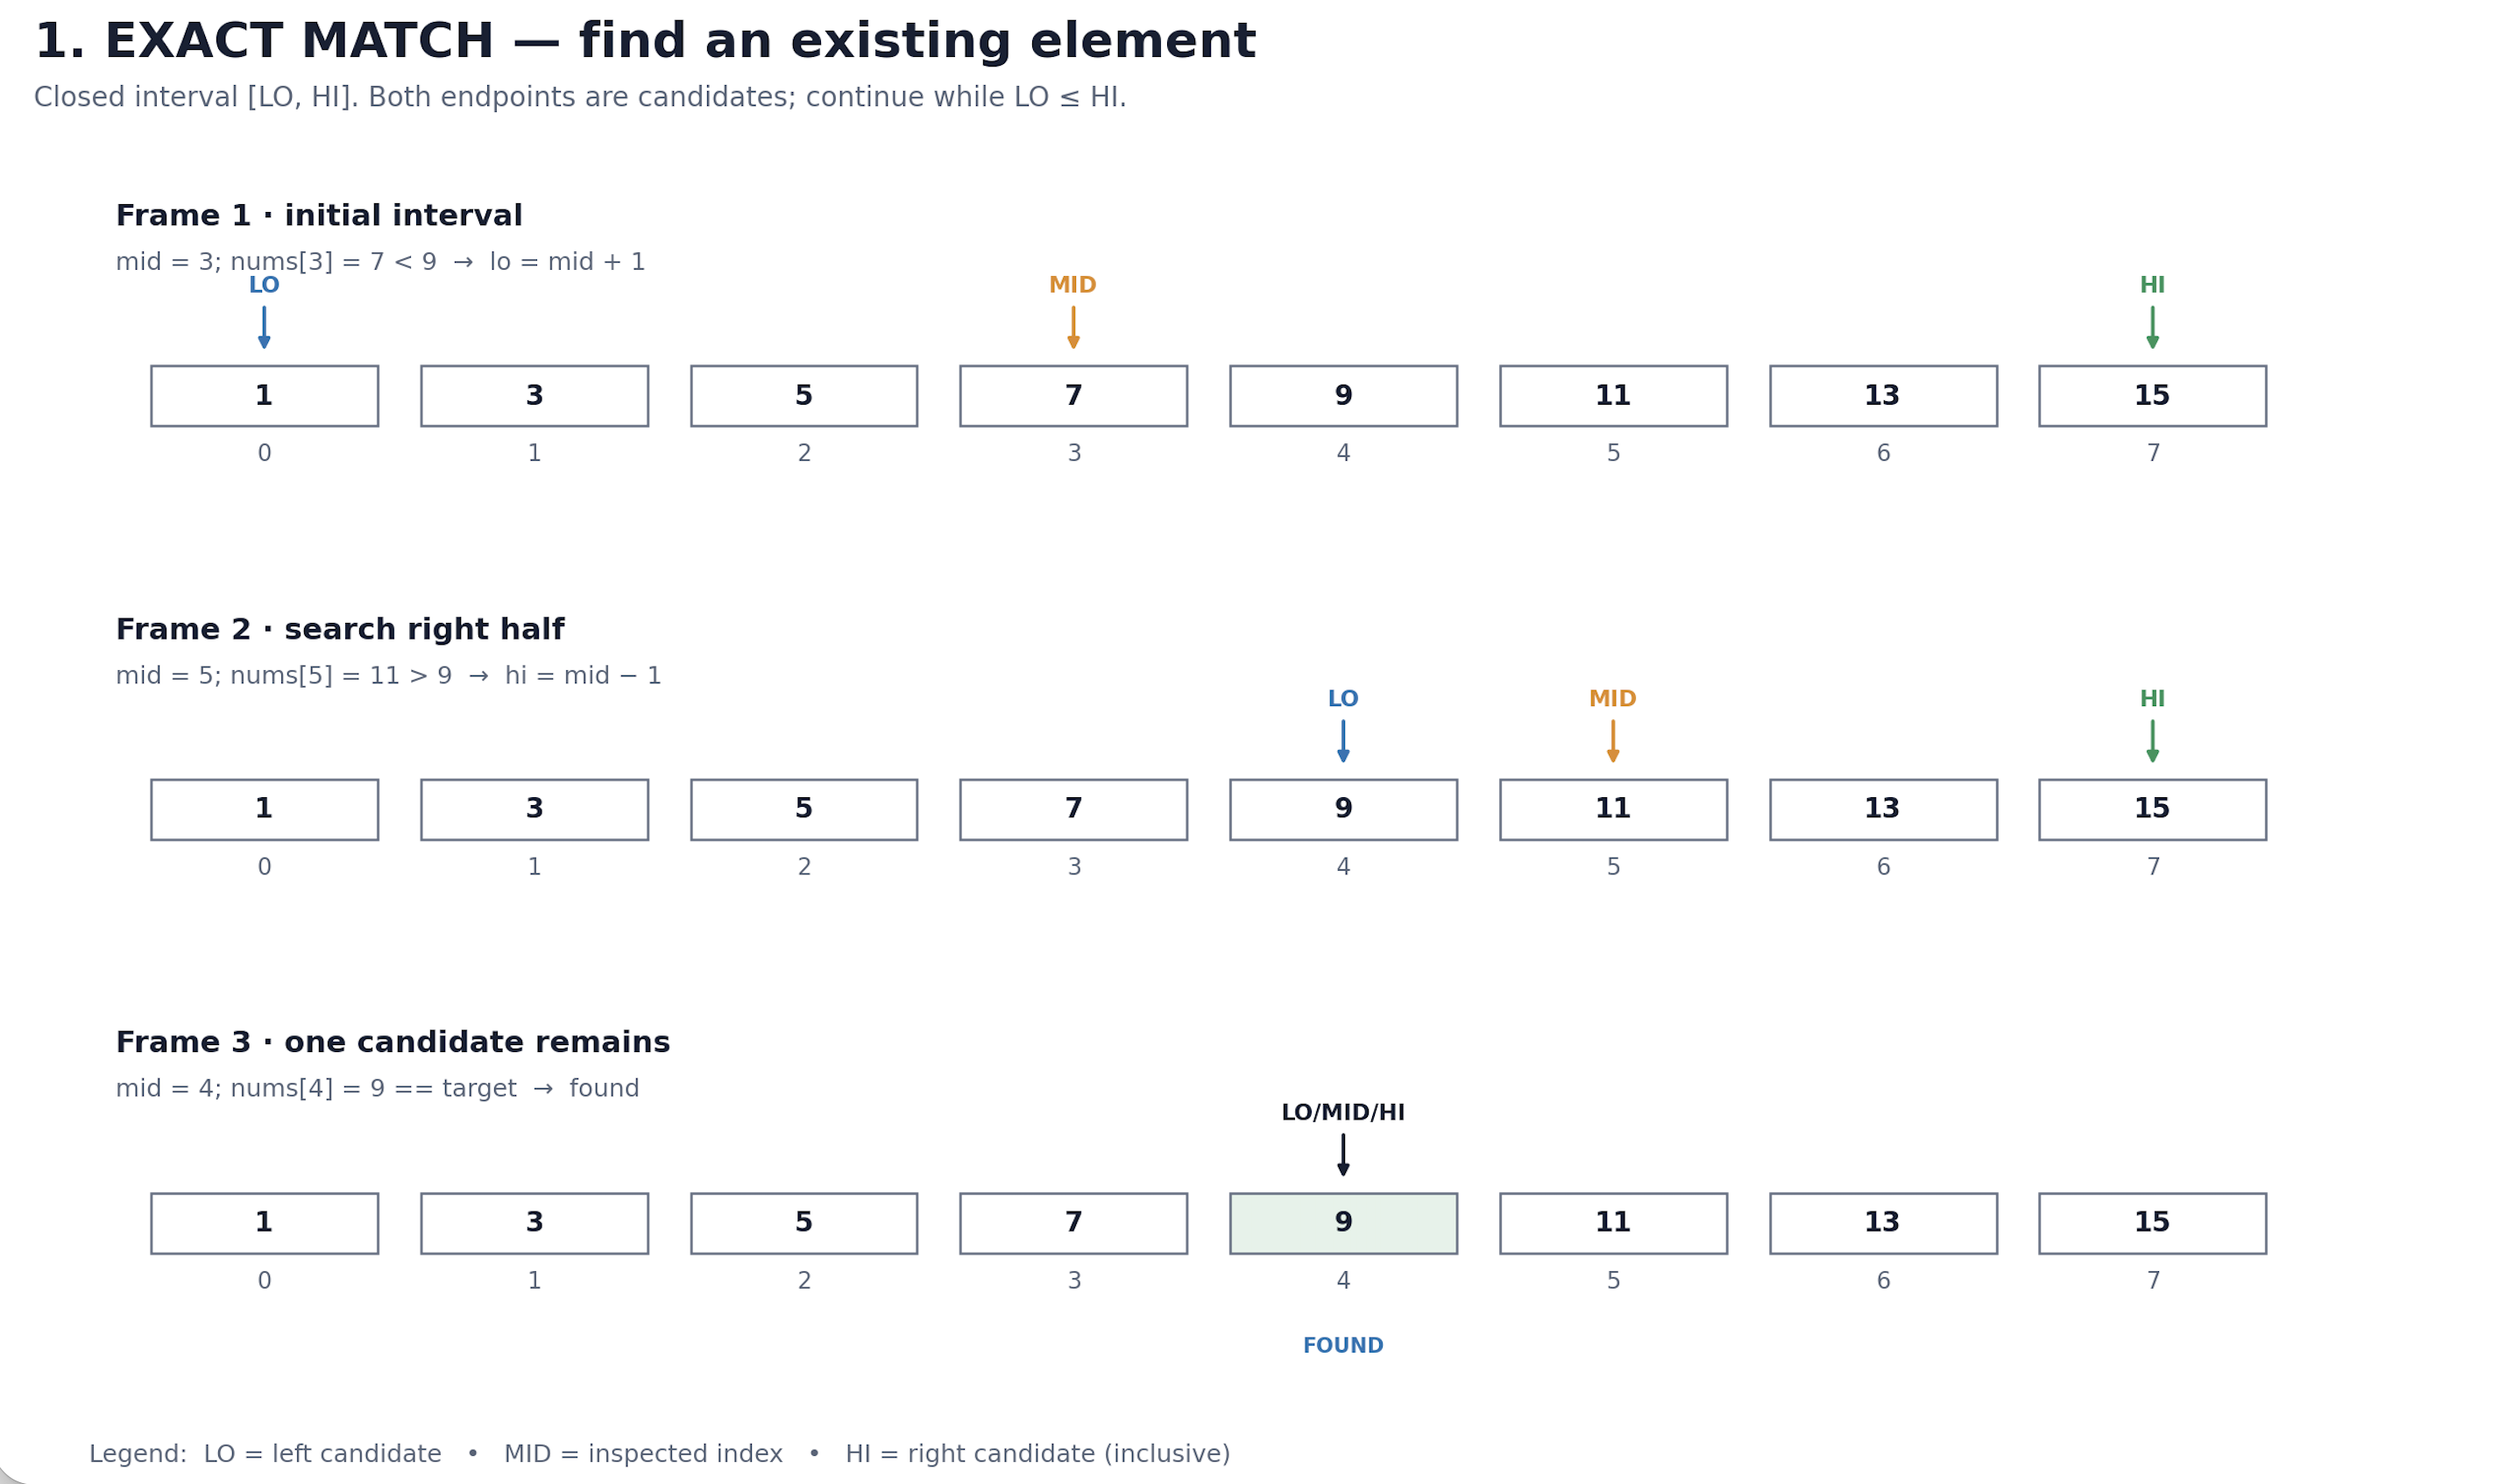 1. EXACT MATCH — find an existing element
Closed interval [LO, HI]. Both endpoints are candidates; continue while LO ≤ HI.
Frame 1 · initial interval
mid = 3; nums[3] = 7 < 9 → lo = mid + 1
LO MID HI
1 3 5 7 9 11 13 15
0 1 2 3 4 5 6 7
Frame 2 · search right half
mid = 5; nums[5] = 11 > 9 → hi = mid − 1
LO MID HI
1 3 5 7 9 11 13 15
0 1 2 3 4 5 6 7
Frame 3 · one candidate remains
mid = 4; nums[4] = 9 == target → found
LO/MID/HI
1 3 5 7 9 11 13 15
0 1 2 3 4 5 6 7
FOUND
Legend: LO = left candidate • MID = inspected index • HI = right candidate (inclusive)